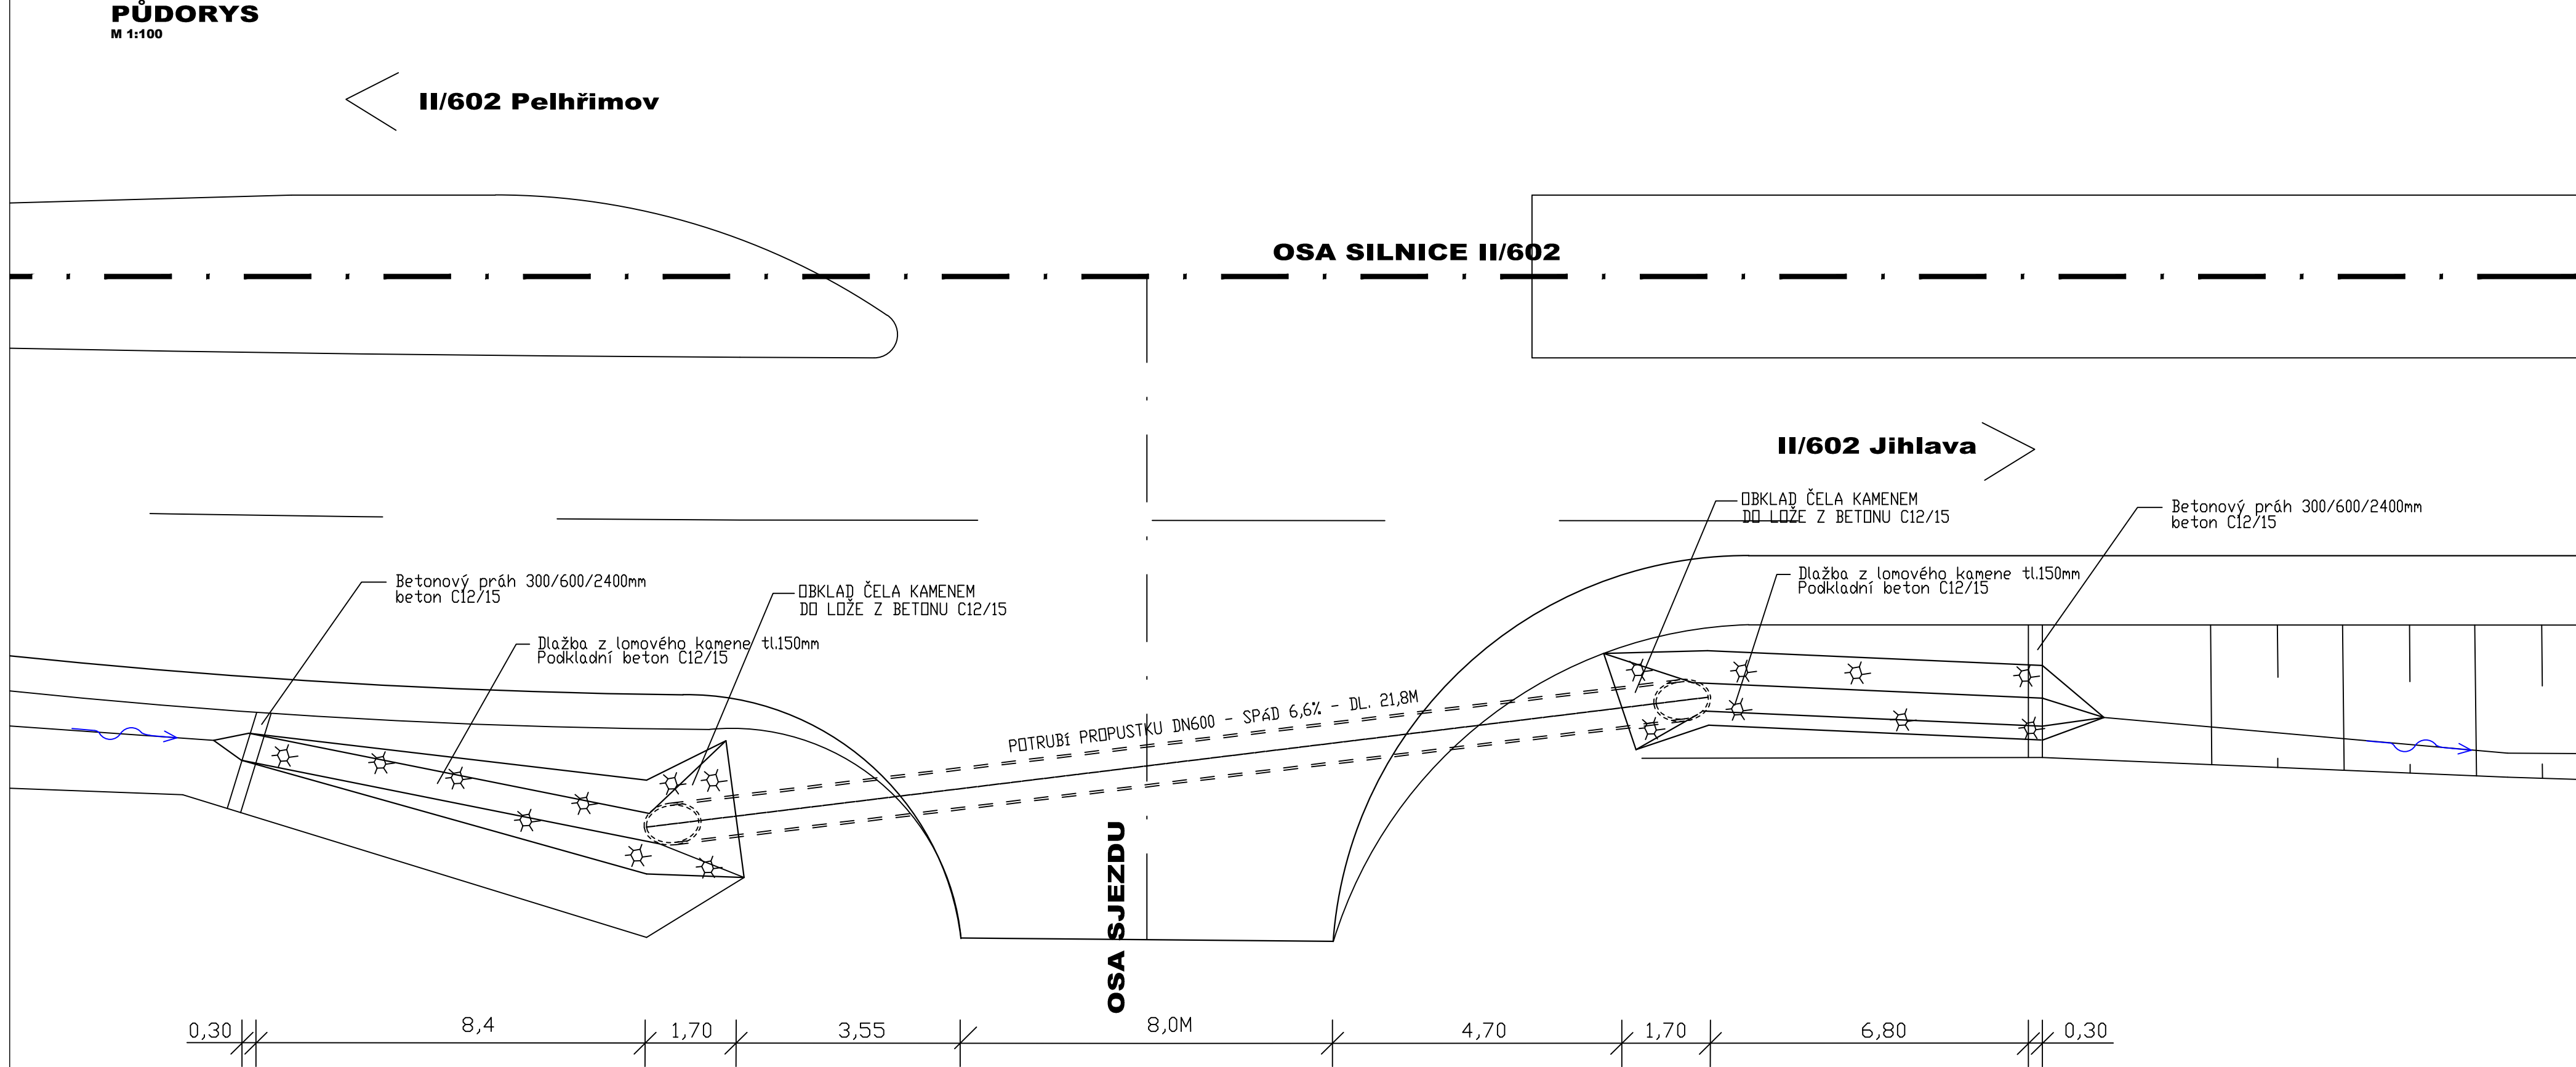 PŮDORYS
M 1:100
II/602 Pelhřimov
OSA SILNICE II/602
II/602 Jihlava
OBKLAD ČELA KAMENEM
DO LOŽE Z BETONU C12/15
Betonový práh 300/600/2400mm
beton C12/15
Dlažba z lomového kamene tl.150mm
Podkladní beton C12/15
Betonový práh 300/600/2400mm
beton C12/15
OBKLAD ČELA KAMENEM
DO LOŽE Z BETONU C12/15
Dlažba z lomového kamene tl.150mm
Podkladní beton C12/15
POTRUBÍ PROPUSTKU DN600 - SPÁD 6,6% - DL. 21,8M
OSA SJEZDU
0,30 8,4 1,70 3,55 8,0M 4,70 1,70 6,80 0,30